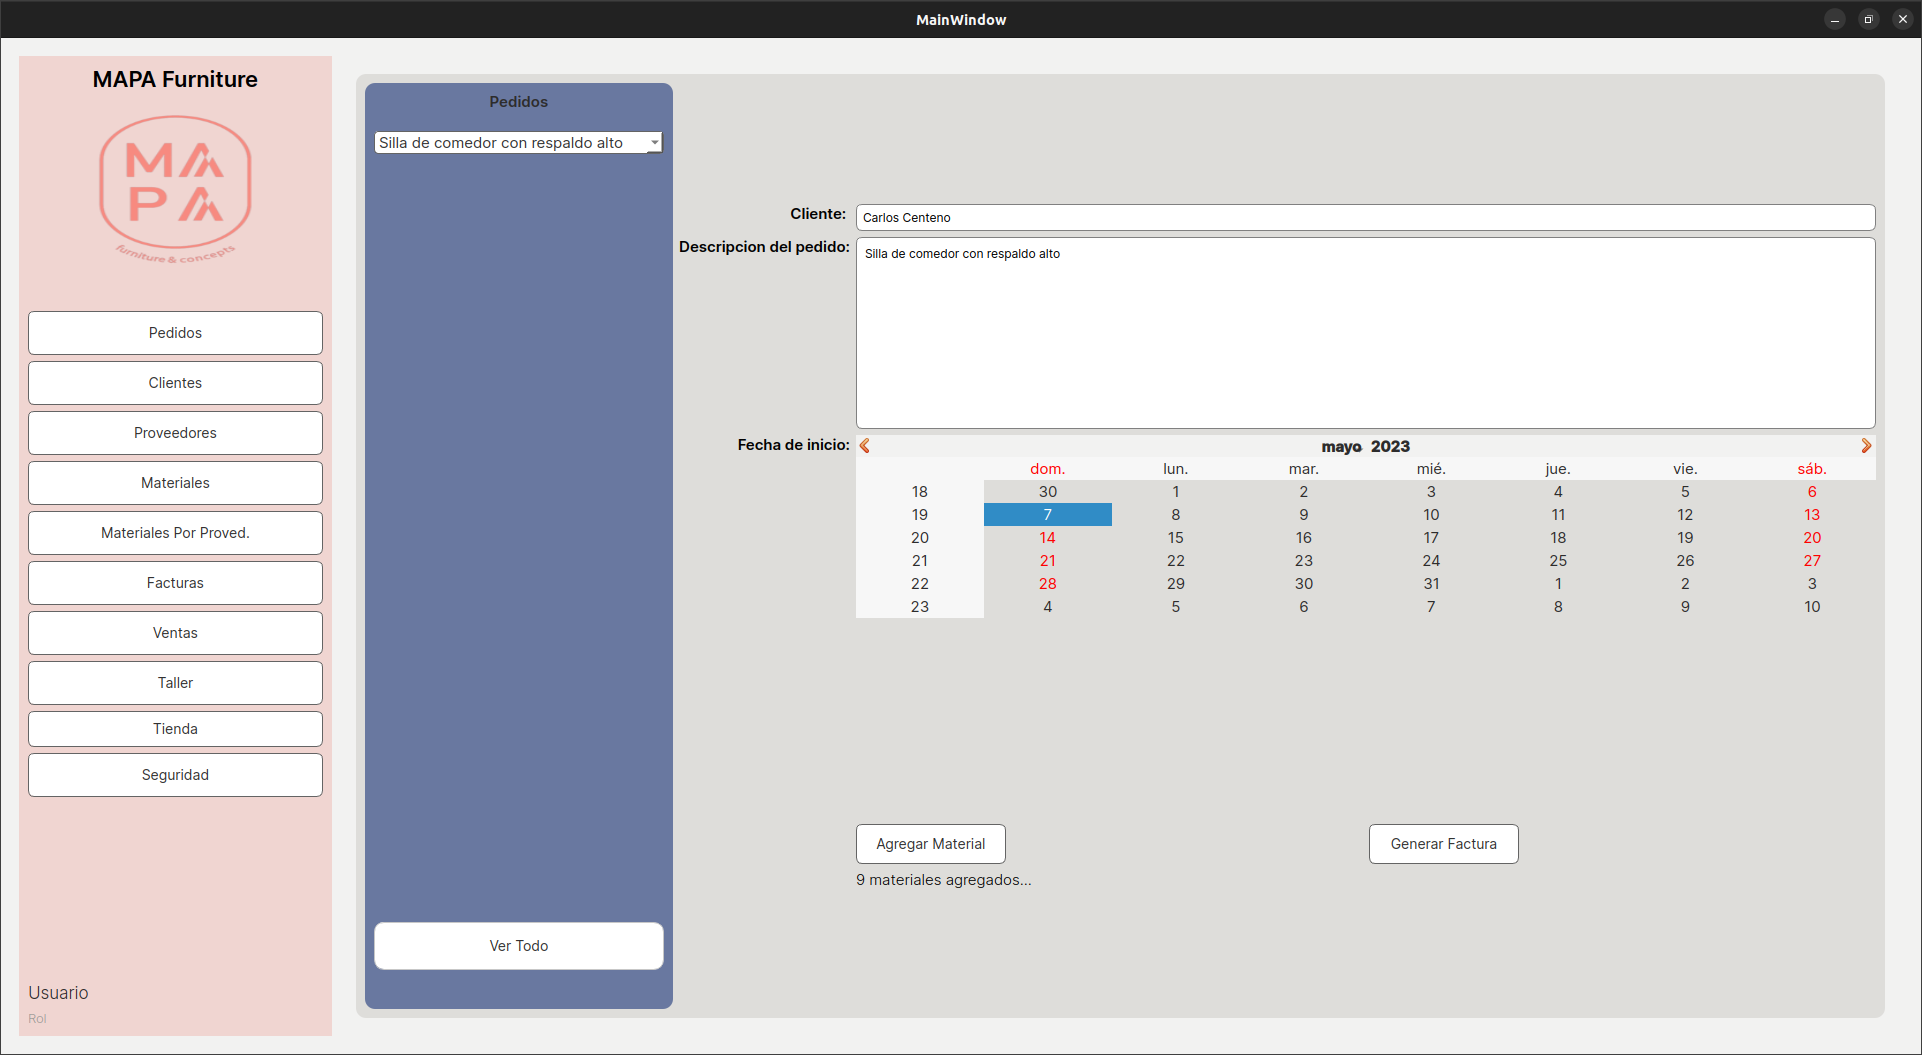 MainWindow
MAPA Furniture
MA
PA
furniture & concepts
Pedidos
Clientes
Proveedores
Materiales
Materiales Por Proved.
Facturas
Ventas
Taller
Tienda
Seguridad
Usuario
Rol
Pedidos
Silla de comedor con respaldo alto
Ver Todo
Cliente: Carlos Centeno
Descripcion del pedido: Silla de comedor con respaldo alto
Fecha de inicio: mayo 2023
dom. lun. mar. mié. jue. vie. sáb.
18 30 1 2 3 4 5 6
19 7 8 9 10 11 12 13
20 14 15 16 17 18 19 20
21 21 22 23 24 25 26 27
22 28 29 30 31 1 2 3
23 4 5 6 7 8 9 10
Agregar Material Generar Factura
9 materiales agregados...